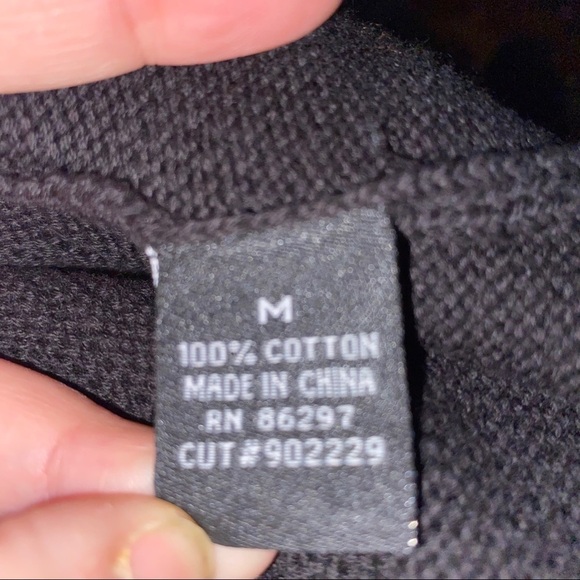 M
100% COTTON
MADE IN CHINA
RN 86297
CUT#902229